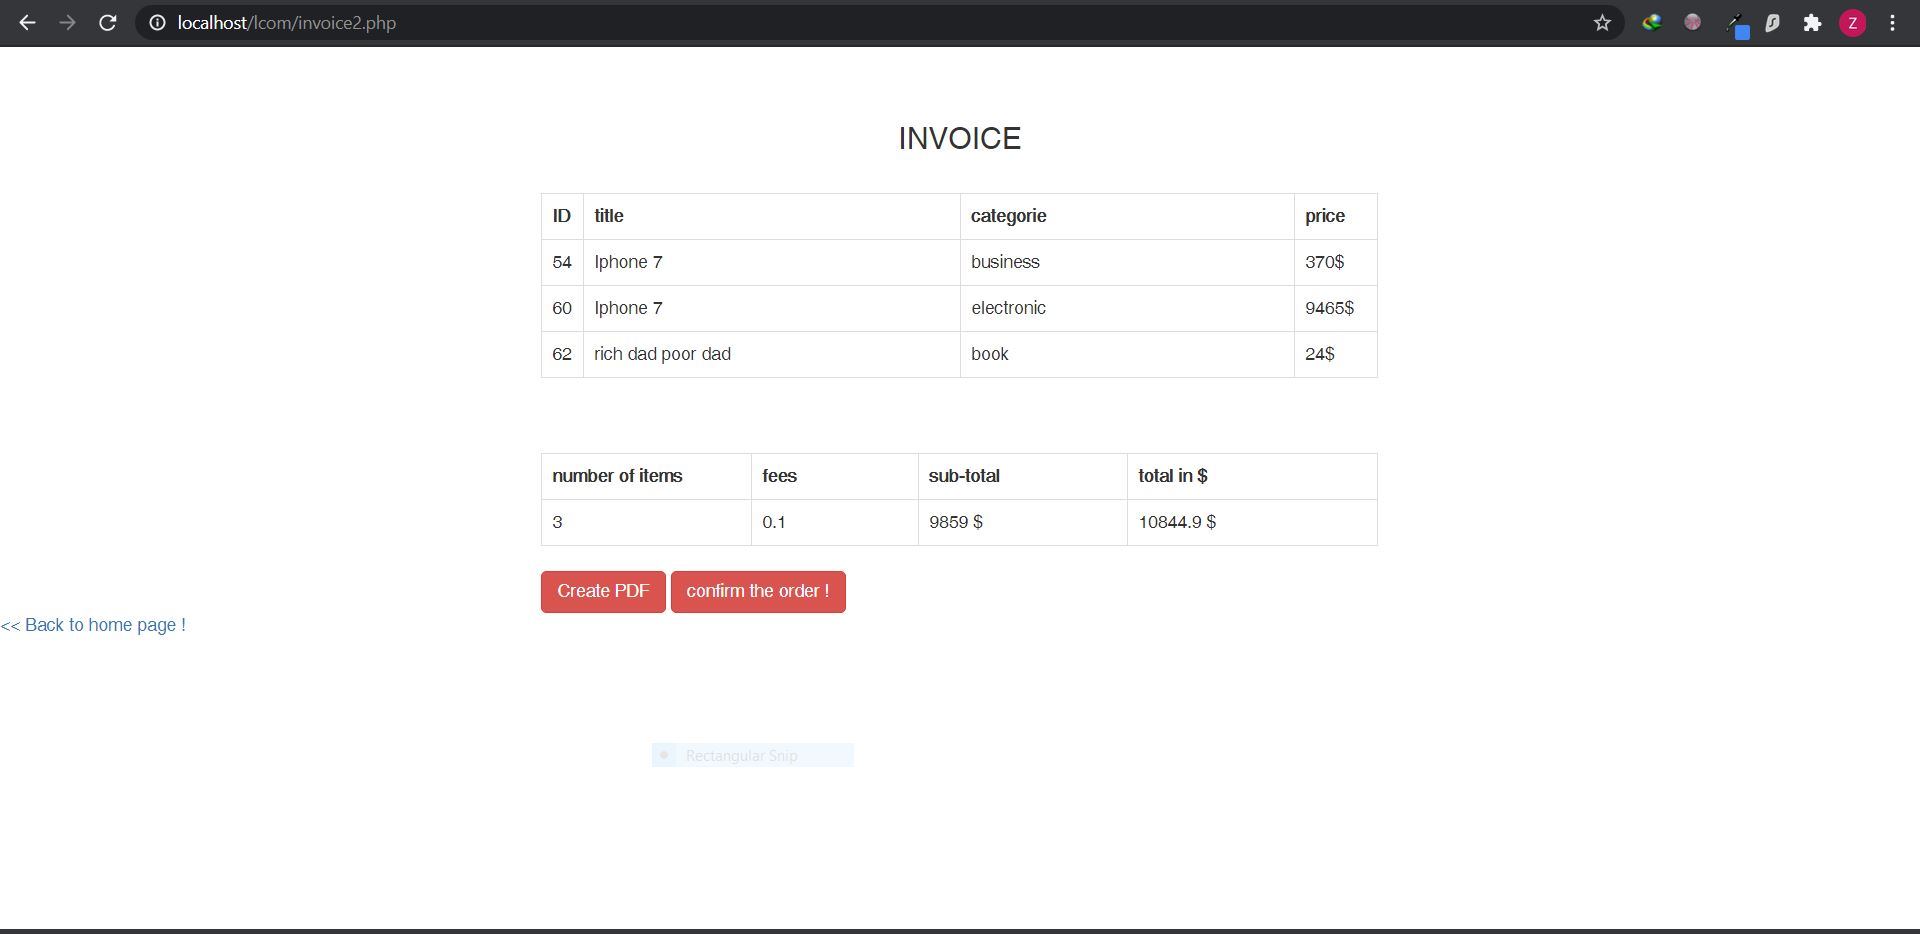 localhost/lcom/invoice2.php
Z
INVOICE
ID title categorie price
54 Iphone 7 business 370$
60 Iphone 7 electronic 9465$
62 rich dad poor dad book 24$
number of items fees sub-total total in $
3 0.1 9859 $ 10844.9 $
Create PDF confirm the order !
<< Back to home page !
Rectangular Snip